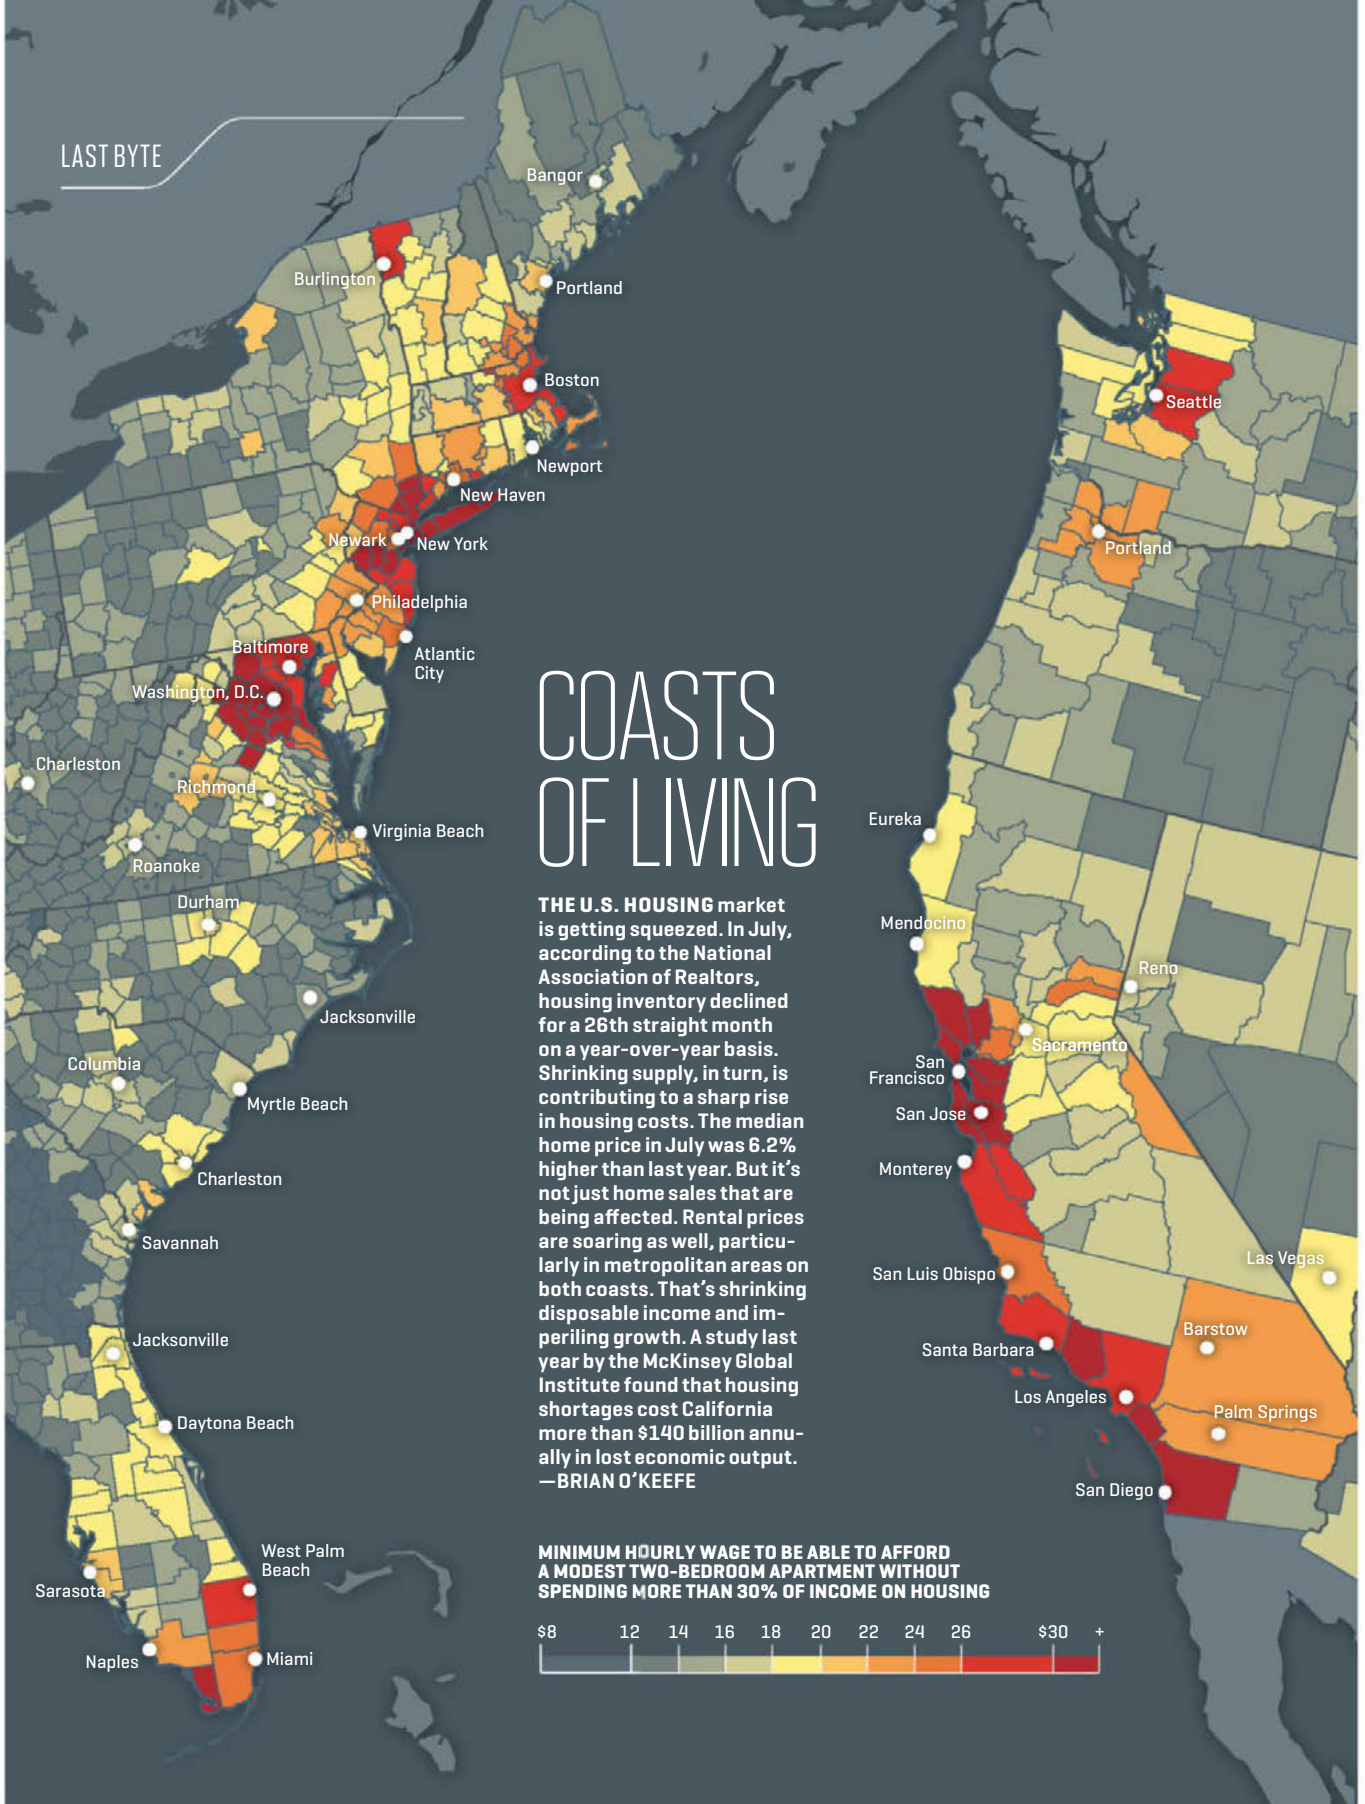 LAST BYTE
Bangor
Burlington
Portland
Boston
Newport
New Haven
Newark
New York
Philadelphia
Atlantic
City
Baltimore
Washington, D.C.
Charleston
Richmond
Virginia Beach
Roanoke
Durham
Jacksonville
Columbia
Myrtle Beach
Charleston
Savannah
Jacksonville
Daytona Beach
West Palm
Beach
Sarasota
Naples
Miami
COASTS
OF LIVING
THE U.S. HOUSING market
is getting squeezed. In July,
according to the National
Association of Realtors,
housing inventory declined
for a 26th straight month
on a year-over-year basis.
Shrinking supply, in turn, is
contributing to a sharp rise
in housing costs. The median
home price in July was 6.2%
higher than last year. But it's
not just home sales that are
being affected. Rental prices
are soaring as well, particu-
larly in metropolitan areas on
both coasts. That's shrinking
disposable income and im-
periling growth. A study last
year by the McKinsey Global
Institute found that housing
shortages cost California
more than $140 billion annu-
ally in lost economic output.
—BRIAN O'KEEFE
MINIMUM HOURLY WAGE TO BE ABLE TO AFFORD
A MODEST TWO-BEDROOM APARTMENT WITHOUT
SPENDING MORE THAN 30% OF INCOME ON HOUSING
$8 12 14 16 18 20 22 24 26 $30 +
Seattle
Portland
Eureka
Mendocino
Reno
Sacramento
San
Francisco
San Jose
Monterey
San Luis Obispo
Las Vegas
Barstow
Santa Barbara
Los Angeles
Palm Springs
San Diego